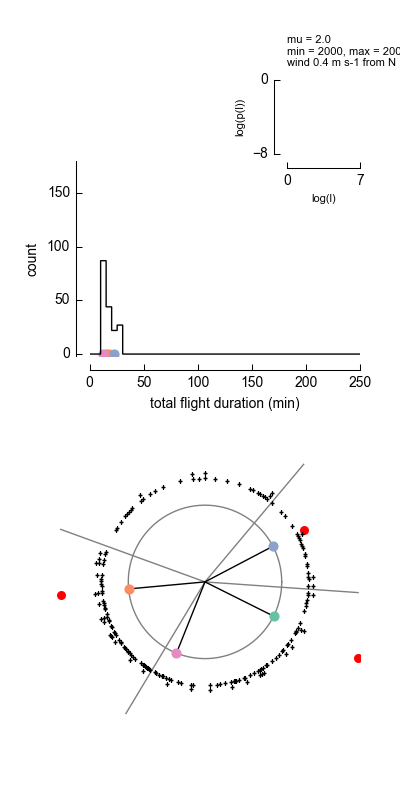 mu = 2.0
min = 2000, max = 200
wind 0.4 m s-1 from N
0
log(p(l))
−8
0 7
log(l)
150
100
50
0
count
0 50 100 150 200 250
total flight duration (min)